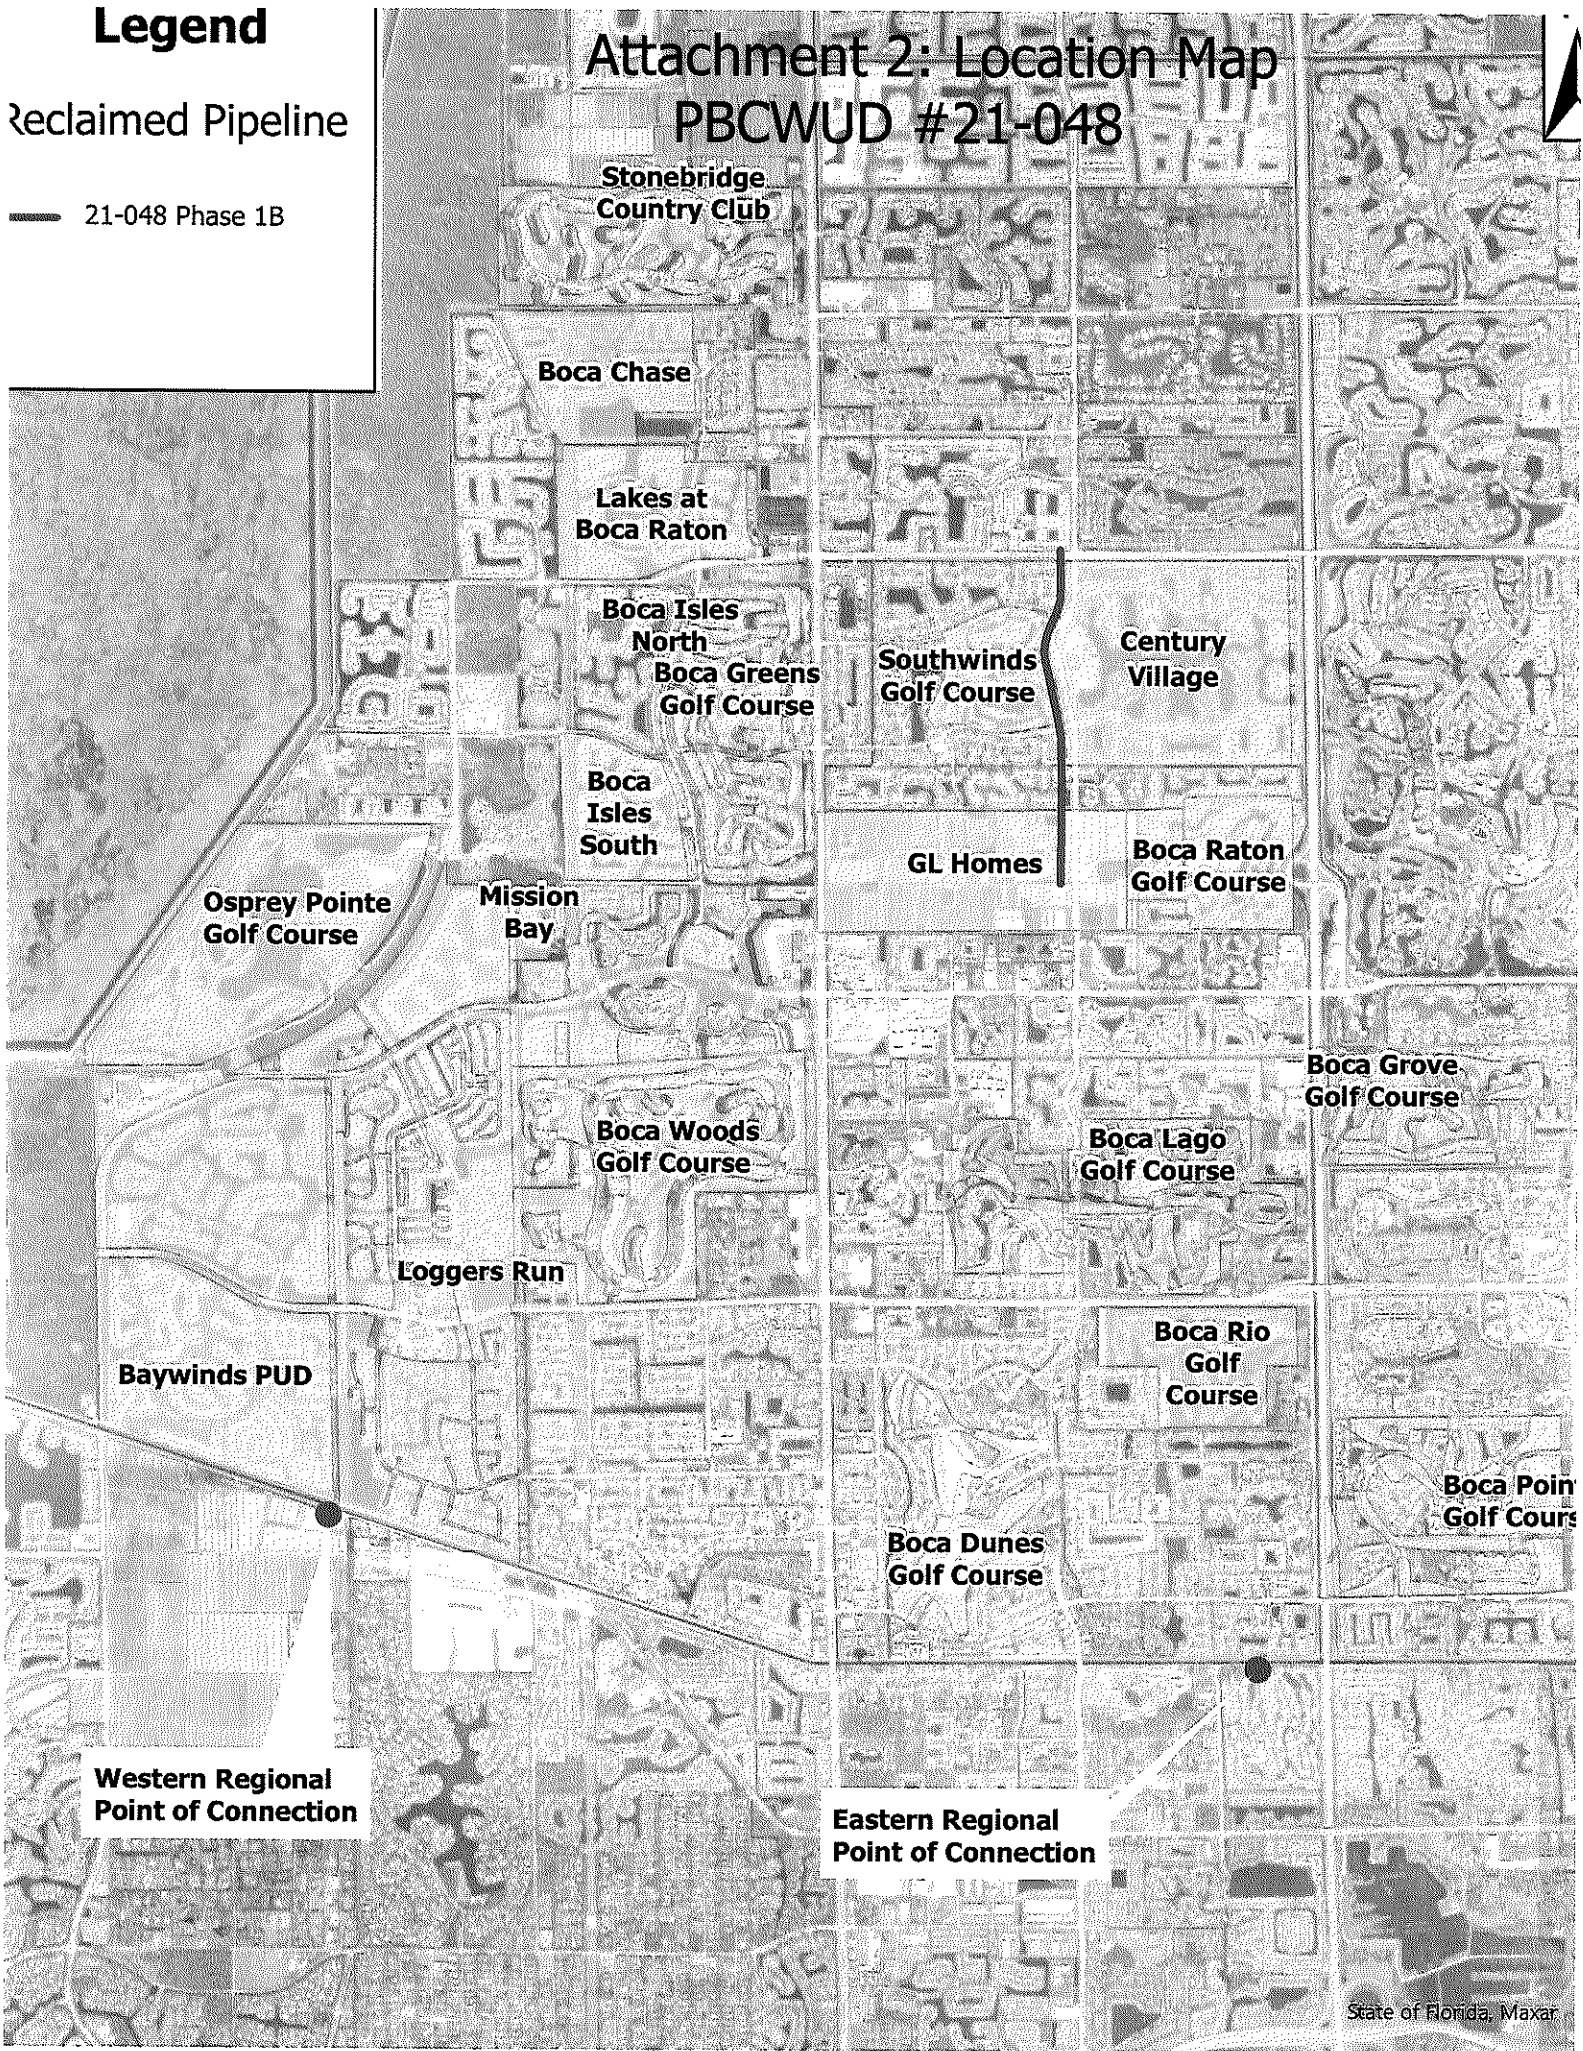 Legend
Reclaimed Pipeline
21-048 Phase 1B
Attachment 2: Location Map
PBCWUD #21-048
Stonebridge
Country Club
Boca Chase
Lakes at
Boca Raton
Boca Isles
North
Boca Greens
Golf Course
Southwinds
Golf Course
Century
Village
Boca
Isles
South
GL Homes
Boca Raton
Golf Course
Osprey Pointe
Golf Course
Mission
Bay
Boca Grove
Golf Course
Boca Woods
Golf Course
Boca Lago
Golf Course
Loggers Run
Boca Rio
Golf
Course
Baywinds PUD
Boca Poin
Golf Cours
Boca Dunes
Golf Course
Western Regional
Point of Connection
Eastern Regional
Point of Connection
State of Florida, Maxar